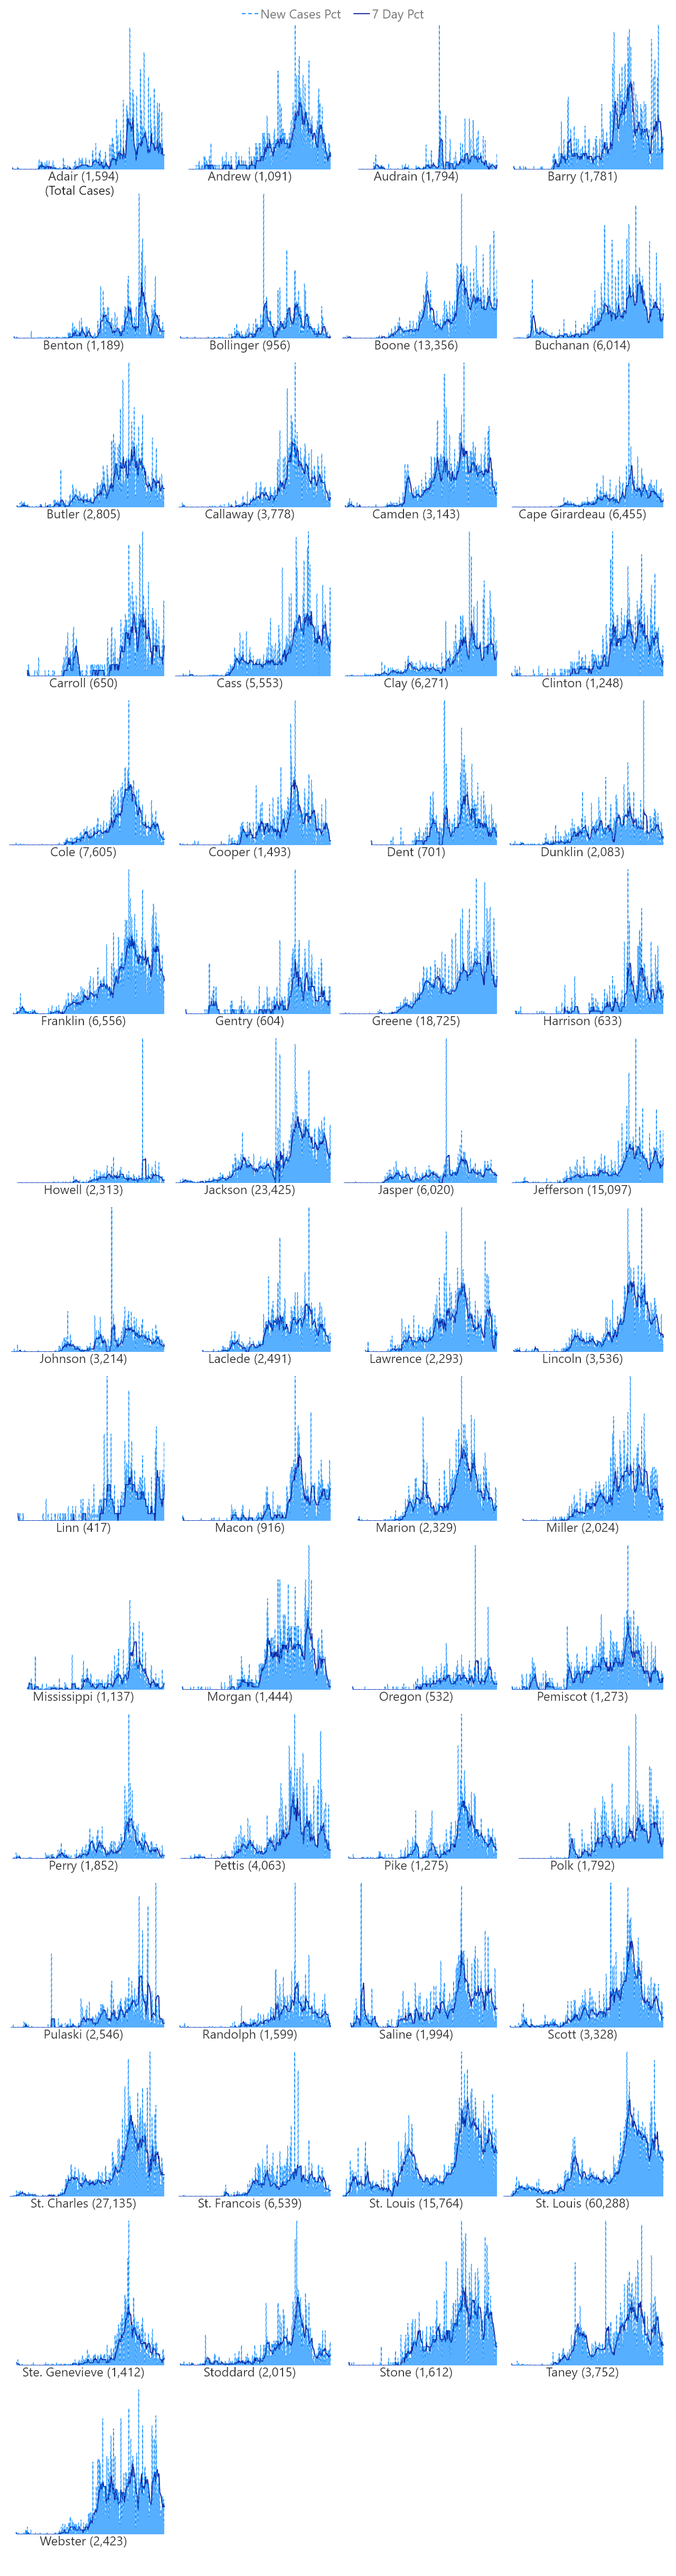 New Cases Pct 7 Day Pct
Adair (1,594) Andrew (1,091) Audrain (1,794) Barry (1,781)
(Total Cases)
Benton (1,189) Bollinger (956) Boone (13,356) Buchanan (6,014)
Butler (2,805) Callaway (3,778) Camden (3,143) Cape Girardeau (6,455)
Carroll (650) Cass (5,553) Clay (6,271) Clinton (1,248)
Cole (7,605) Cooper (1,493) Dent (701) Dunklin (2,083)
Franklin (6,556) Gentry (604) Greene (18,725) Harrison (633)
Howell (2,313) Jackson (23,425) Jasper (6,020) Jefferson (15,097)
Johnson (3,214) Laclede (2,491) Lawrence (2,293) Lincoln (3,536)
Linn (417) Macon (916) Marion (2,329) Miller (2,024)
Mississippi (1,137) Morgan (1,444) Oregon (532) Pemiscot (1,273)
Perry (1,852) Pettis (4,063) Pike (1,275) Polk (1,792)
Pulaski (2,546) Randolph (1,599) Saline (1,994) Scott (3,328)
St. Charles (27,135) St. Francois (6,539) St. Louis (15,764) St. Louis (60,288)
Ste. Genevieve (1,412) Stoddard (2,015) Stone (1,612) Taney (3,752)
Webster (2,423)